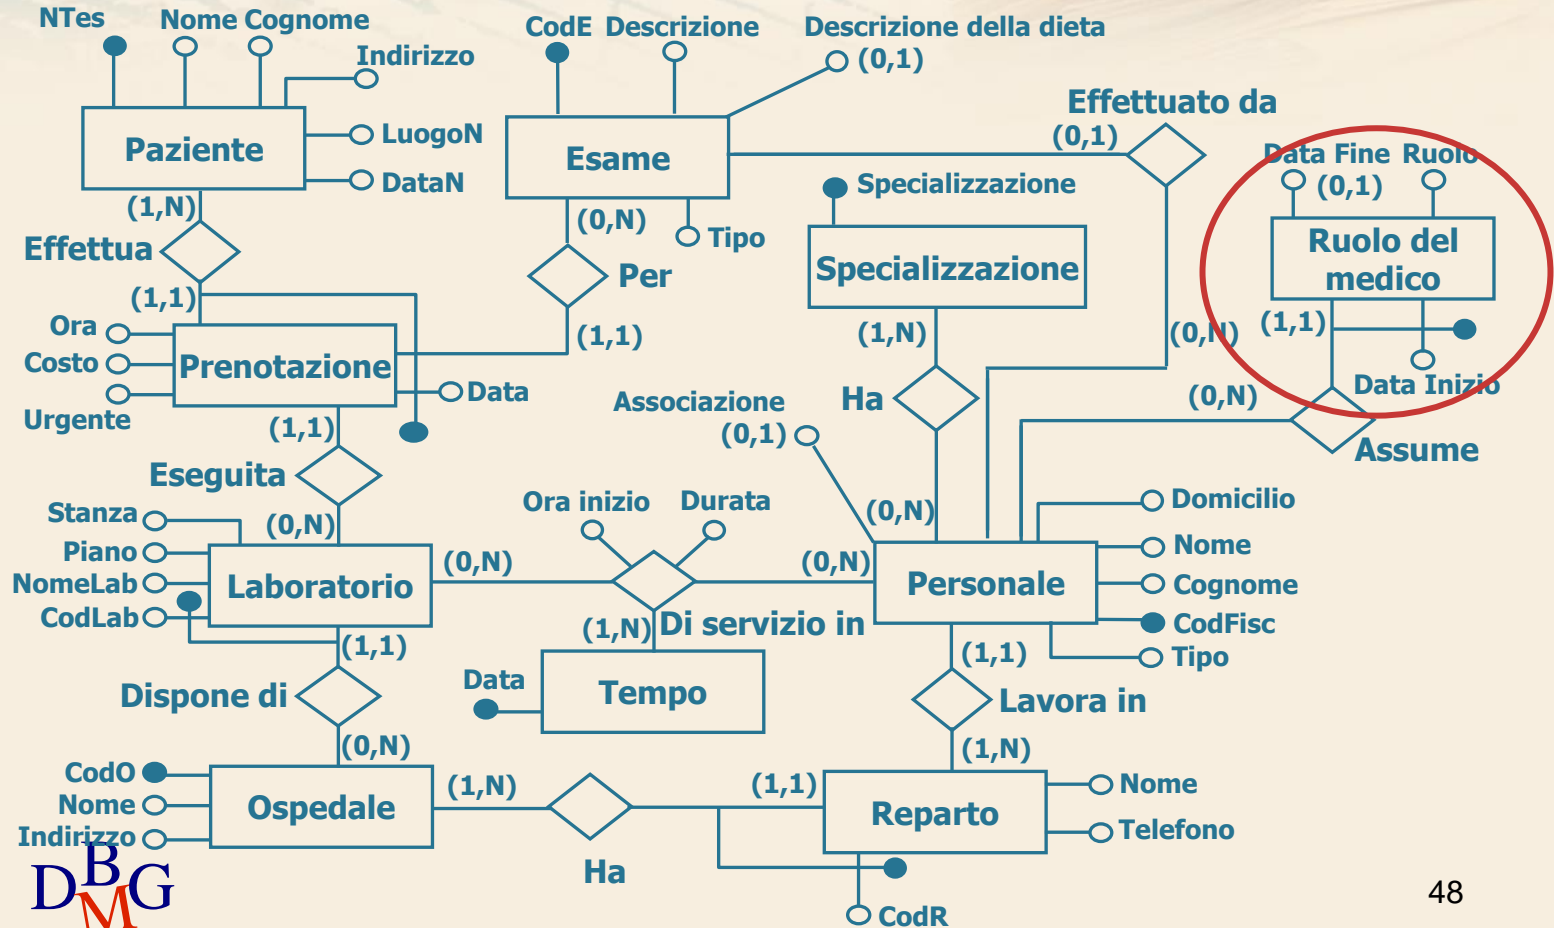 NTes
Nome Cognome
CodE Descrizione
Descrizione della dieta
(0,1)
Indirizzo
Effettuato da
(0,1)
Paziente
LuogoN
DataN
Esame
Data Fine Ruolo
(0,1)
Specializzazione
(1,N)
(0,N)
Tipo
Effettua
Per
Specializzazione
Ruolo del
medico
(1,1)
(1,1)
(1,N)
(0,N)
(1,1)
Ora
Costo
Urgente
Prenotazione
Data
Data Inizio
(0,N)
Associazione
(0,1)
Ha
(1,1)
Assume
Eseguita
Stanza
Piano
NomeLab
CodLab
(0,N)
Ora inizio
Durata
(0,N)
Domicilio
Nome
Cognome
CodFisc
Tipo
Laboratorio
(0,N)
(0,N)
Personale
Di servizio in
(1,N)
(1,1)
(1,1)
Dispone di
Data
Tempo
Lavora in
(0,N)
(1,N)
CodO
Nome
Indirizzo
Ospedale
(1,N)
(1,1)
Reparto
Nome
Telefono
Ha
CodR
DBMG
48